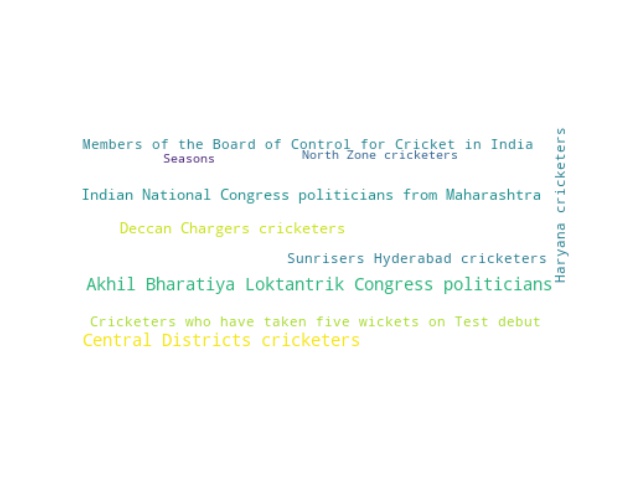 Members of the Board of Control for Cricket in India
Seasons
North Zone cricketers
Haryana cricketers
Indian National Congress politicians from Maharashtra
Deccan Chargers cricketers
Sunrisers Hyderabad cricketers
Akhil Bharatiya Loktantrik Congress politicians
Cricketers who have taken five wickets on Test debut
Central Districts cricketers